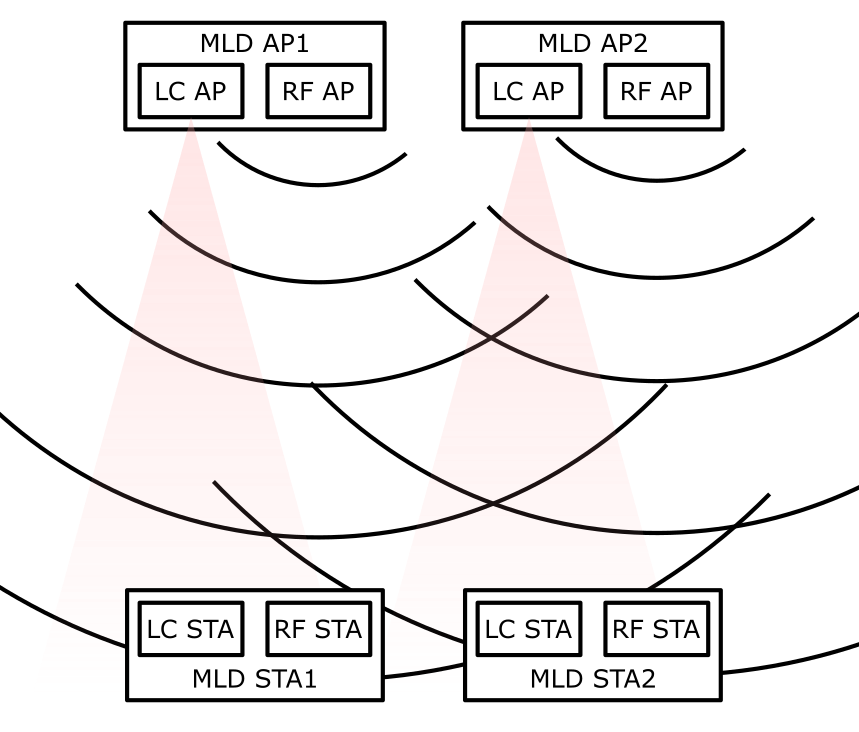 MLD AP1
LC AP
RF AP
MLD AP2
LC AP
RF AP
LC STA
RF STA
MLD STA1
LC STA
RF STA
MLD STA2